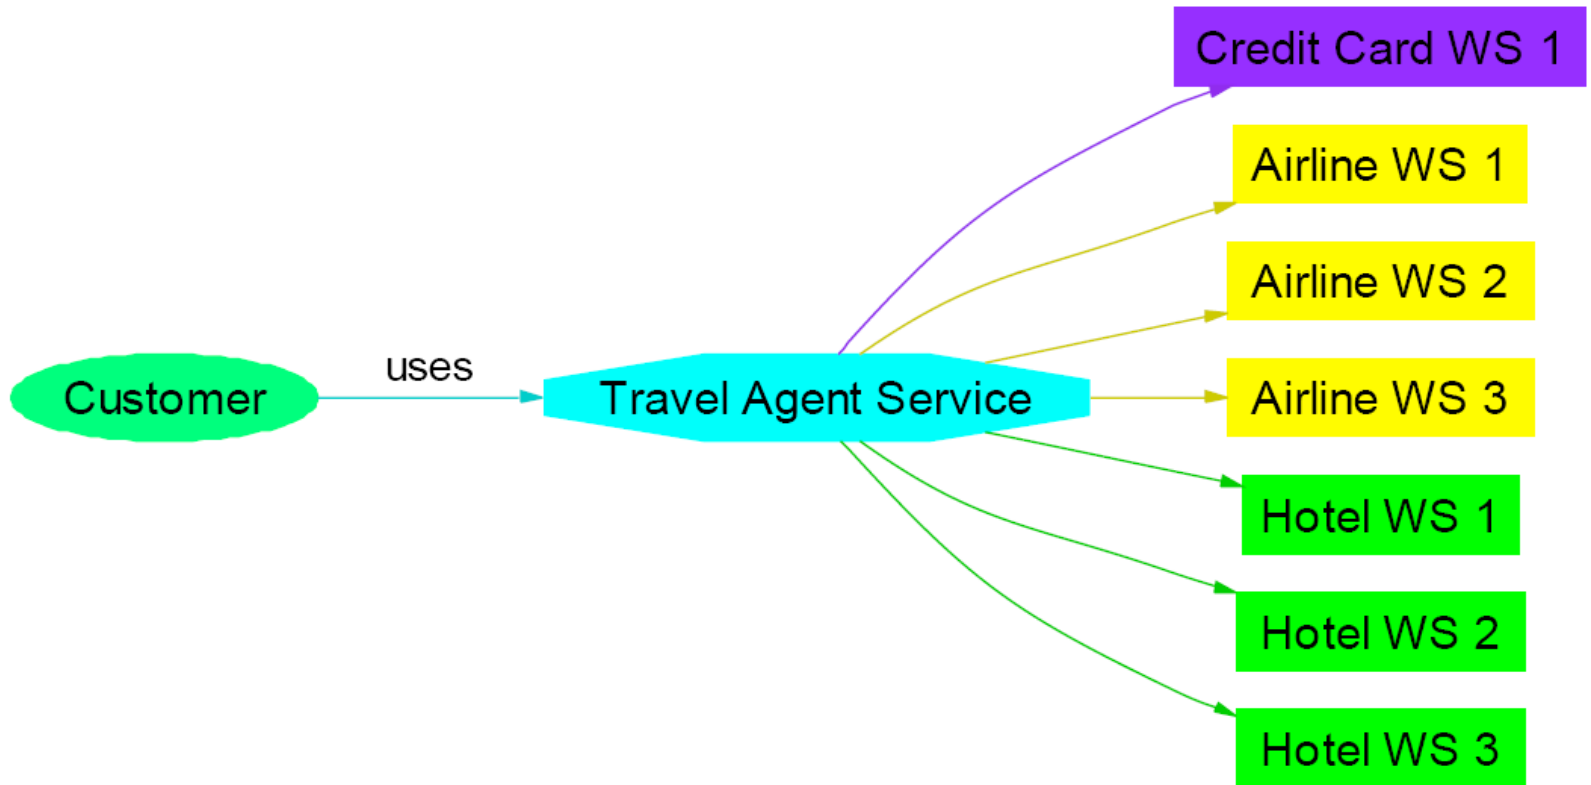 Credit Card WS 1
Airline WS 1
Airline WS 2
uses
Customer
Travel Agent Service
Airline WS 3
Hotel WS 1
Hotel WS 2
Hotel WS 3